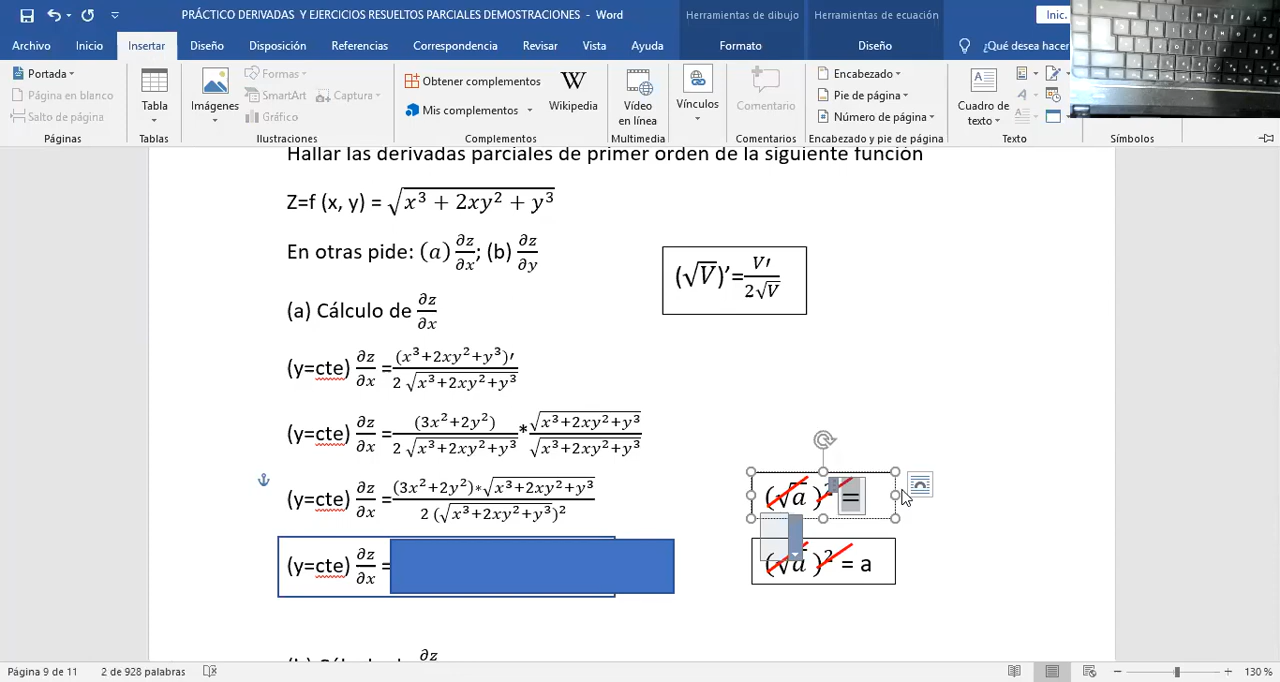 PRÁCTICO DERIVADAS Y EJERCICIOS RESUELTOS PARCIALES DEMOSTRACIONES - Word
Herramientas de dibujo
Herramientas de ecuación
Inic.
Archivo Inicio Insertar Diseño Disposición Referencias Correspondencia Revisar Vista Ayuda Formato Diseño ¿Qué desea hacer
Portada
Página en blanco
Salto de página
Páginas
Tabla
Tablas
Imágenes
Formas
SmartArt
Gráfico
Captura
Ilustraciones
Obtener complementos
Mis complementos
Wikipedia
Complementos
Vídeo en línea
Multimedia
Vínculos
Comentario
Comentarios
Encabezado
Pie de página
Número de página
Encabezado y pie de página
Cuadro de texto
Texto
Símbolos
Hallar las derivadas parciales de primer orden de la siguiente función
Z=f (x, y) = √(x³ + 2xy² + y³)
En otras pide: (a) ∂z/∂x; (b) ∂z/∂y
(√V)’= V′/(2√V)
(a) Cálculo de ∂z/∂x
(y=cte) ∂z/∂x = (x³+2xy²+y³)′/(2 √(x³+2xy²+y³))
(y=cte) ∂z/∂x = (3x²+2y²)/(2 √(x³+2xy²+y³)) * √(x³+2xy²+y³)/√(x³+2xy²+y³)
(y=cte) ∂z/∂x = (3x²+2y²)*√(x³+2xy²+y³)/(2 (√(x³+2xy²+y³))²)
(√a )² =
(y=cte) ∂z/∂x =
(√a )² = a
∂z
Página 9 de 11 2 de 928 palabras 130 %